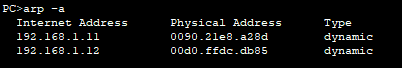 PC>arp -a
Internet Address Physical Address Type
192.168.1.11 0090.21e8.a28d dynamic
192.168.1.12 00d0.ffdc.db85 dynamic